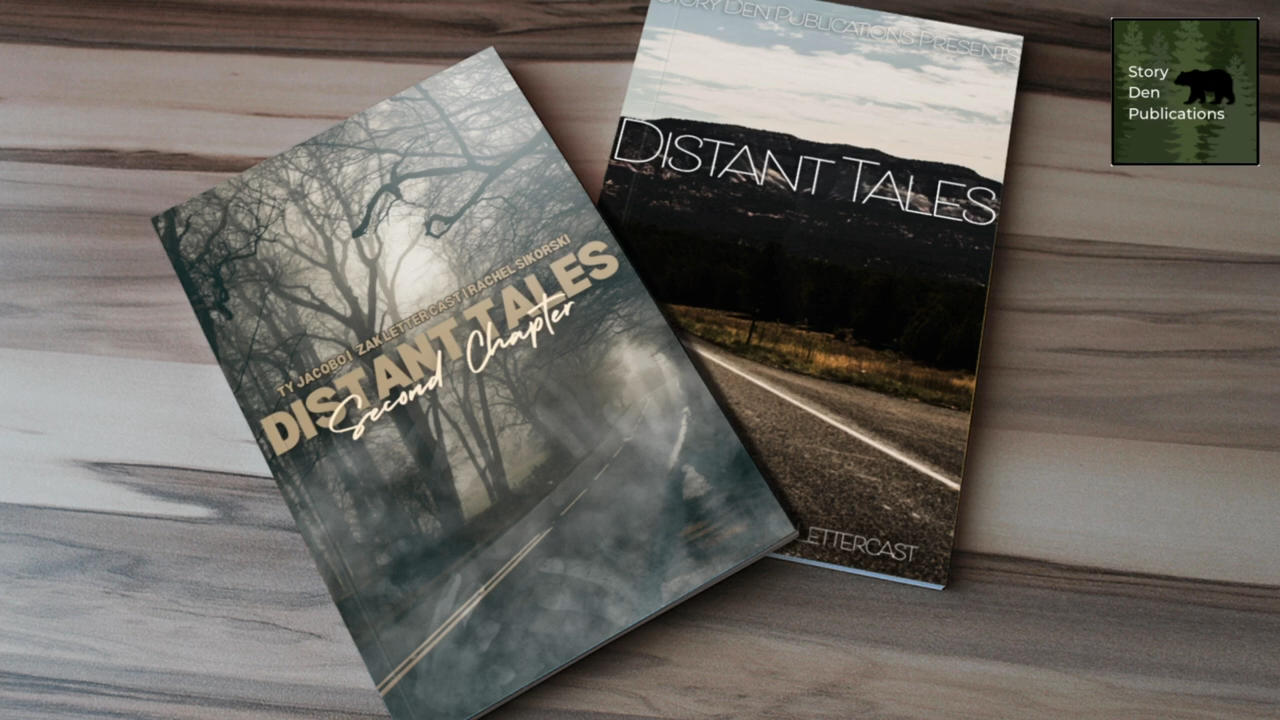 TY JACOBO | ZAK LETTERCAST | RACHEL SIKORSKI
DISTANT TALES
Second Chapter
STORY DEN PUBLICATIONS PRESENTS
DISTANT TALES
LETTERCAST
Story
Den
Publications